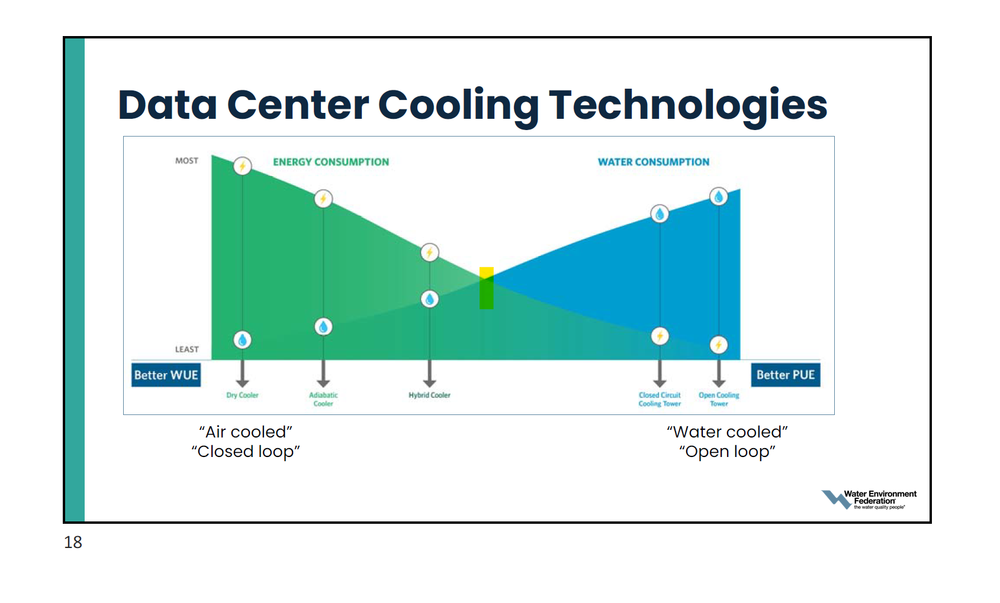 Data Center Cooling Technologies
MOST
ENERGY CONSUMPTION
WATER CONSUMPTION
LEAST
Better WUE
Better PUE
Dry Cooler
Adiabatic
Cooler
Hybrid Cooler
Closed Circuit
Cooling Tower
Open Cooling
Tower
“Air cooled”
“Closed loop”
“Water cooled”
“Open loop”
Water Environment
Federation®
the water quality people®
18